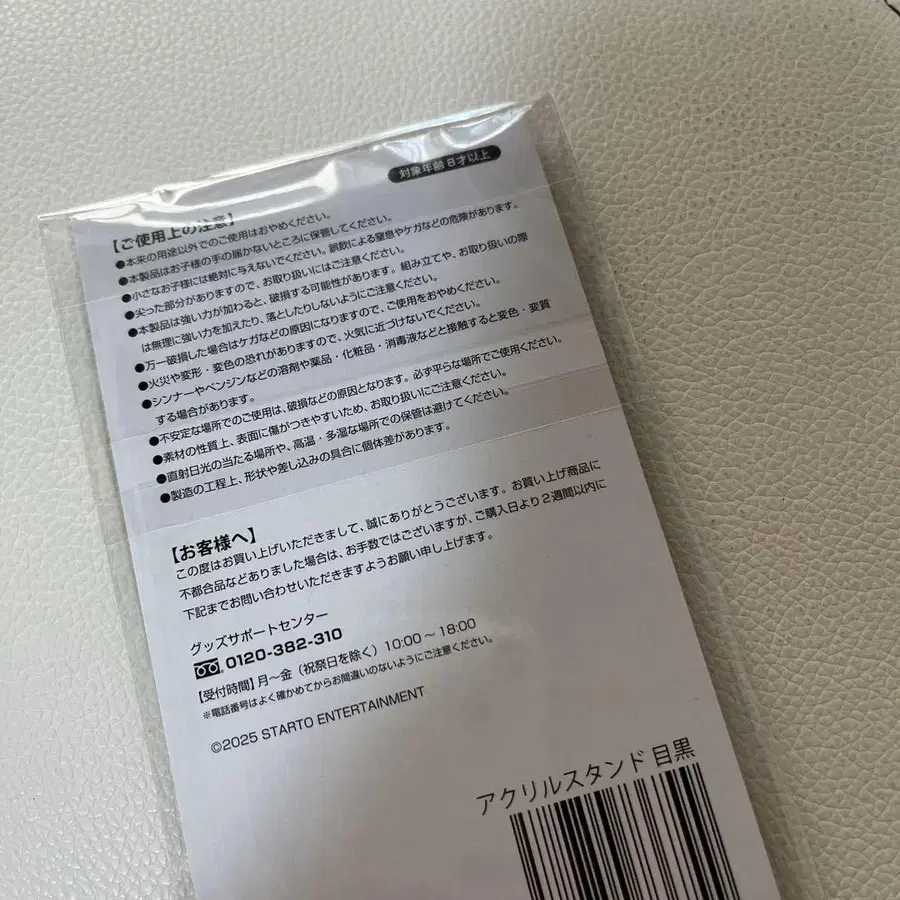 対象年齢 8才以上
【ご使用上の注意】
●本来の用途以外でのご使用はおやめください。
●本製品はお子様の手の届かないところに保管してください。
●小さなお子様には絶対に与えないでください。誤飲による窒息やケガなどの危険があります。
●尖った部分がありますので、お取り扱いにはご注意ください。
●本製品は強い力が加わると、破損する可能性があります。組み立てや、お取り扱いの際
は無理に強い力を加えたり、落としたりしないようにご注意ください。
●万一破損した場合はケガなどの原因になりますので、ご使用をおやめください。
●火災や変形・変色の恐れがありますので、火気に近づけないでください。
●シンナーやベンジンなどの溶剤や薬品・化粧品・消毒液などと接触すると変色・変質
する場合があります。
●不安定な場所でのご使用は、破損などの原因となります。必ず平らな場所でご使用ください。
●素材の性質上、表面に傷がつきやすいため、お取り扱いにご注意ください。
●直射日光の当たる場所や、高温・多湿な場所での保管は避けてください。
●製造の工程上、形状や差し込みの具合に個体差があります。
【お客様へ】
この度はお買い上げいただきまして、誠にありがとうございます。お買い上げ商品に
不都合品などありました場合は、お手数ではございますが、ご購入日より2週間以内に
下記までお問い合わせいただきますようお願い申し上げます。
グッズサポートセンター
0120-382-310
【受付時間】月〜金(祝祭日を除く)10:00〜18:00
※電話番号はよく確かめてからお間違いのないようにご注意ください。
©2025 STARTO ENTERTAINMENT
アクリルスタンド 目黒